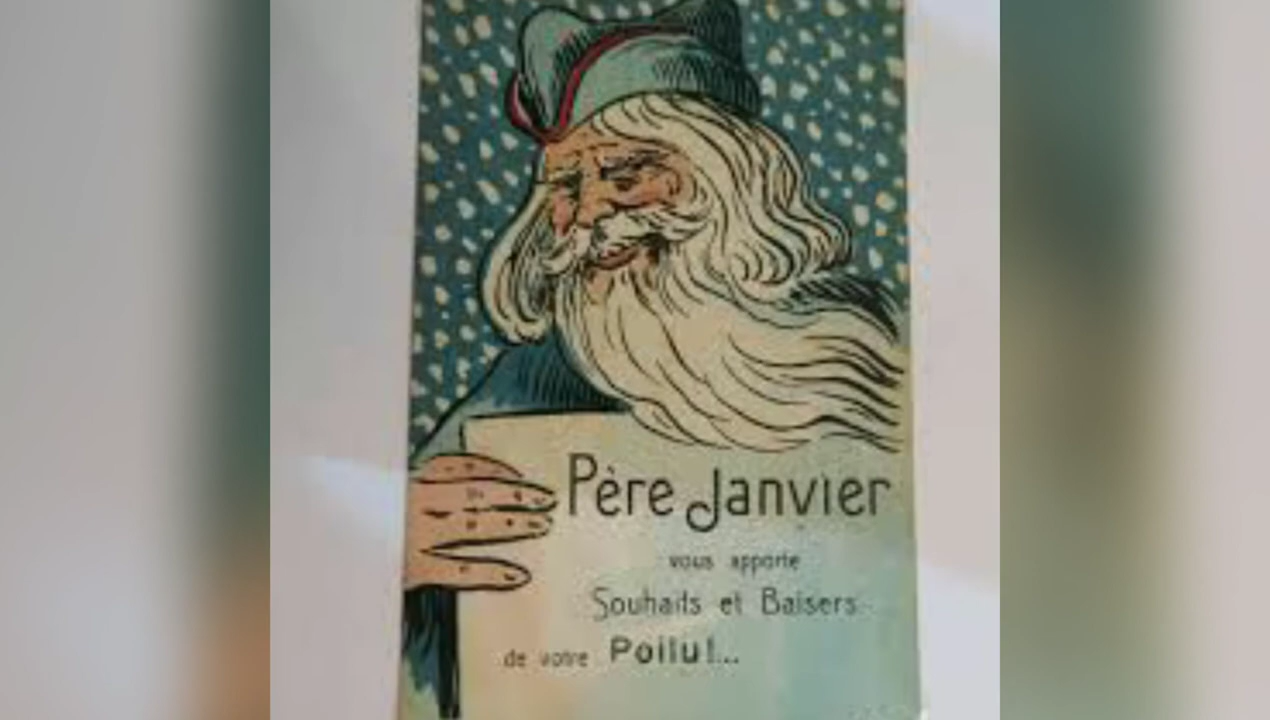 Père Janvier
vous apporte
Souhaits et Baisers
de votre Poilu!...